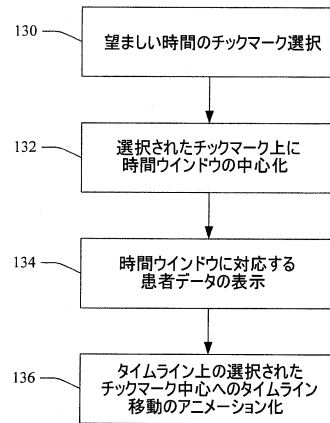 130
望ましい時間のチックマーク選択
132
選択されたチックマーク上に
時間ウインドウの中心化
134
時間ウインドウに対応する
患者データの表示
136
タイムライン上の選択された
チックマーク中心へのタイムライン
移動のアニメーション化